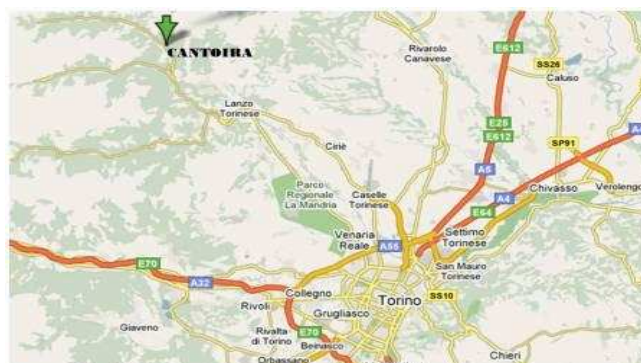 CANTOIRA
E612
SS26
Rivarolo
Canavese
Caluso
Lanzo
Torinese
E25
E612
Ciriè
SP91
A5
Parco
Regionale
La Mandria
Caselle
Torinese
A4
Chivasso
Verolengo
E64
Venaria
Reale
A55
Settimo
Torinese
E70
San Mauro
Torinese
A32
Collegno
Rivoli
Torino
SS10
Grugliasco
Giaveno
Rivalta
di Torino
E70
Beinasco
Chieri
Orbassano